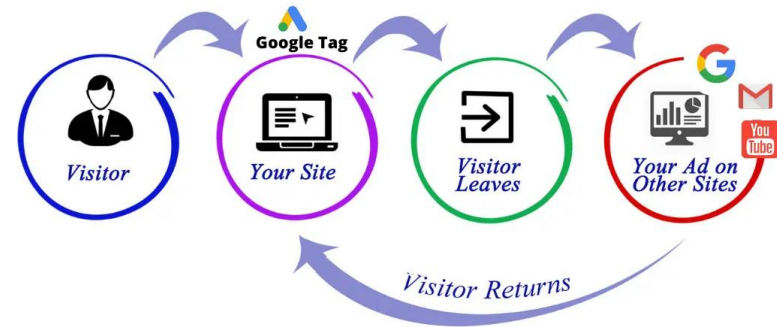 Google Tag
Visitor
Your Site
Visitor
Leaves
Your Ad on
Other Sites
G
M
You
Tube
Visitor Returns